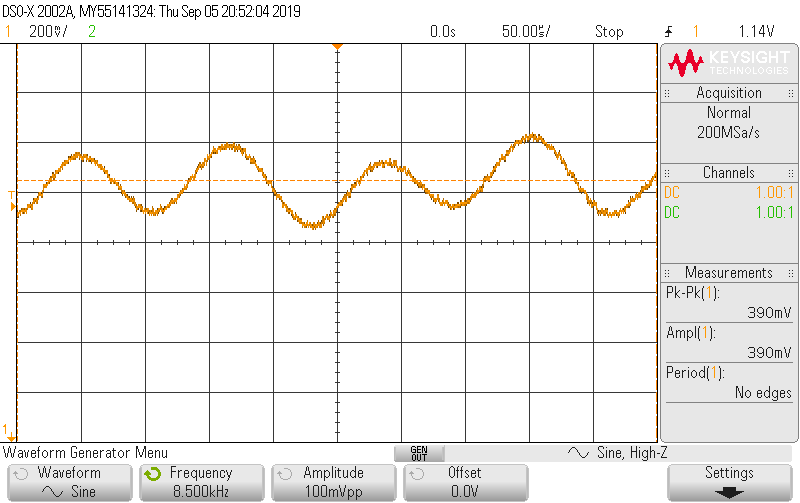 DSO-X 2002A, MY55141324: Thu Sep 05 20:52:04 2019
1 200mV/ 2 0.0s 50.00us/ Stop 1 1.14V
KEYSIGHT
TECHNOLOGIES
Acquisition
Normal
200MSa/s
Channels
DC 1.00:1
DC 1.00:1
Measurements
Pk-Pk(1):
390mV
Ampl(1):
390mV
Period(1):
No edges
T
1
Waveform Generator Menu
GEN
OUT
Sine, High-Z
Waveform
Sine
Frequency
8.500kHz
Amplitude
100mVpp
Offset
0.0V
Settings